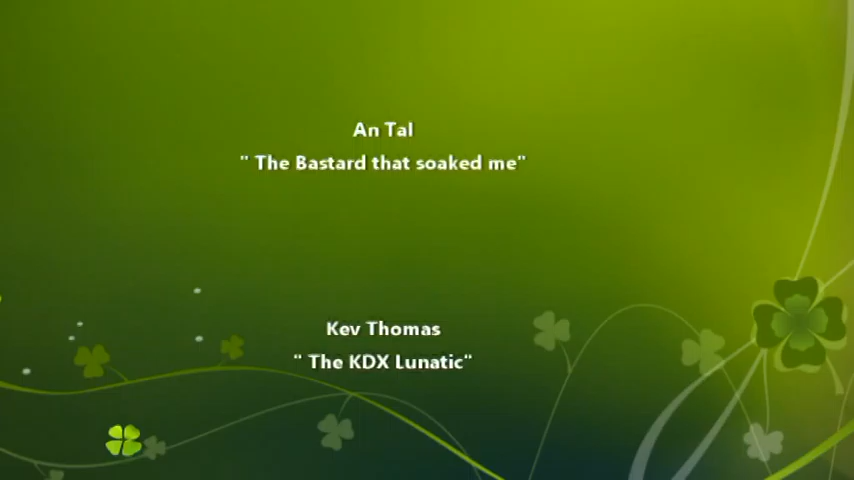 An Tal
" The Bastard that soaked me"
Kev Thomas
" The KDX Lunatic"